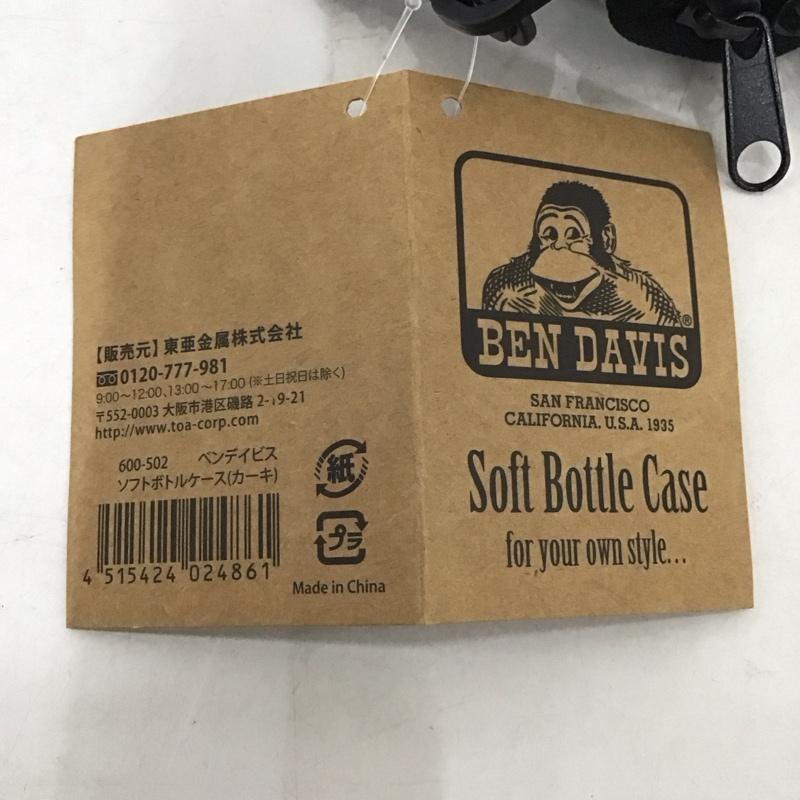 【販売元】東亜金属株式会社
0120-777-981
9:00～12:00、13:00～17:00 (※土日祝日は除く)
〒552-0003 大阪市港区磯路 2-19-21
http://www.toa-corp.com
600-502 ベンデイビス
ソフトボトルケース(カーキ)
4 515424 024861
紙
プラ
Made in China
BEN DAVIS
®
SAN FRANCISCO
CALIFORNIA. U.S.A. 1935
Soft Bottle Case
for your own style...